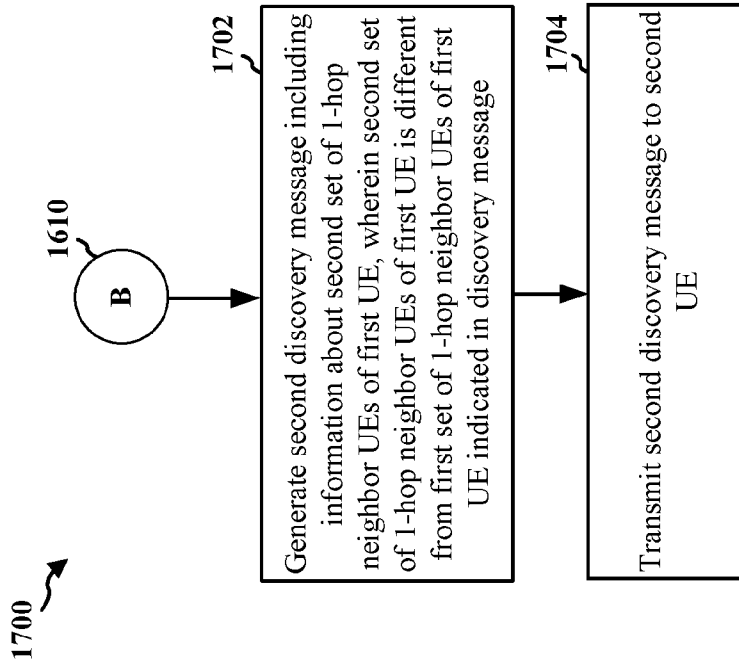 1700
1610
B
1702
Generate second discovery message including
information about second set of 1-hop
neighbor UEs of first UE, wherein second set
of 1-hop neighbor UEs of first UE is different
from first set of 1-hop neighbor UEs of first
UE indicated in discovery message
1704
Transmit second discovery message to second
UE